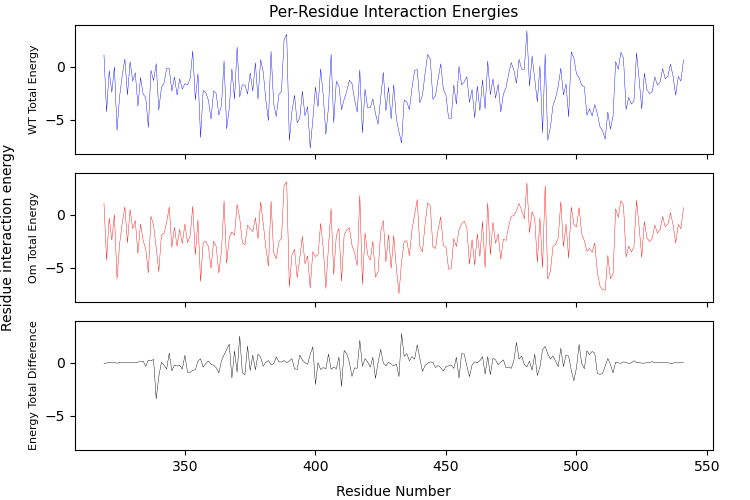 Per-Residue Interaction Energies
Residue interaction energy
WT Total Energy
0
−5
Om Total Energy
0
−5
Energy Total Difference
0
−5
350
400
450
500
550
Residue Number